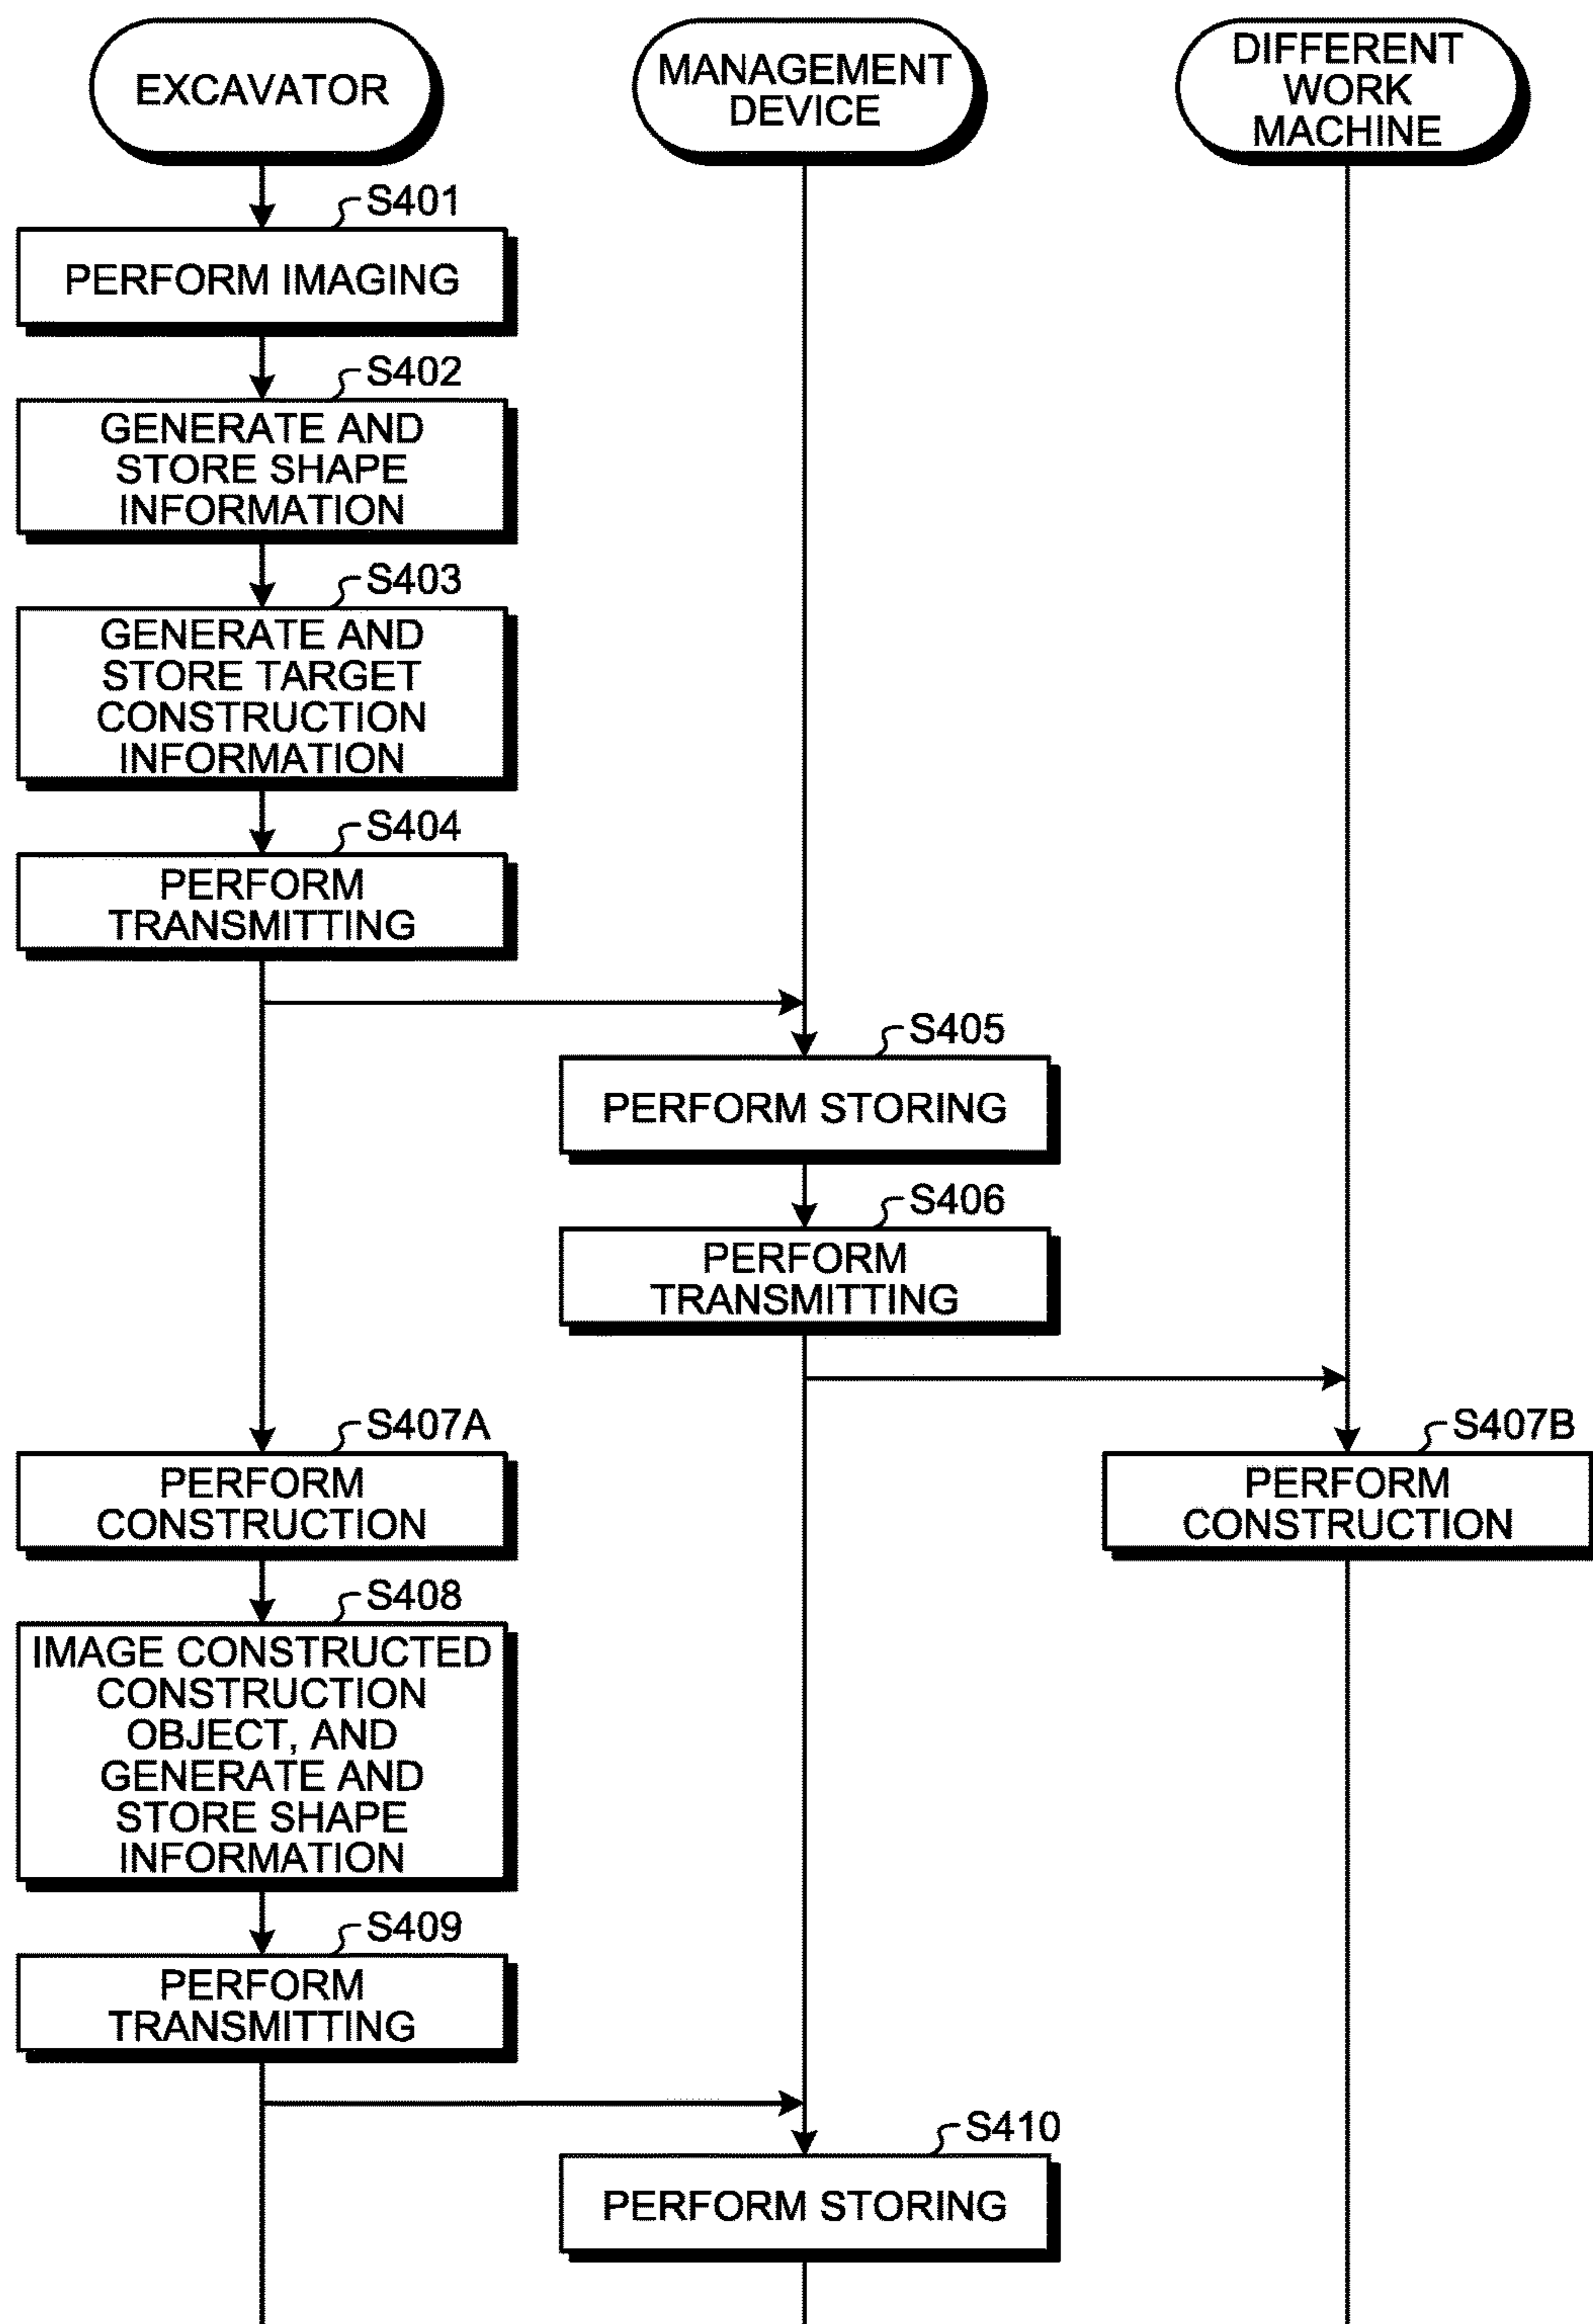 EXCAVATOR
MANAGEMENT
DEVICE
DIFFERENT
WORK
MACHINE
S401
PERFORM IMAGING
S402
GENERATE AND
STORE SHAPE
INFORMATION
S403
GENERATE AND
STORE TARGET
CONSTRUCTION
INFORMATION
S404
PERFORM
TRANSMITTING
S405
PERFORM STORING
S406
PERFORM
TRANSMITTING
S407A
PERFORM
CONSTRUCTION
S407B
PERFORM
CONSTRUCTION
S408
IMAGE CONSTRUCTED
CONSTRUCTION
OBJECT, AND
GENERATE AND
STORE SHAPE
INFORMATION
S409
PERFORM
TRANSMITTING
S410
PERFORM STORING